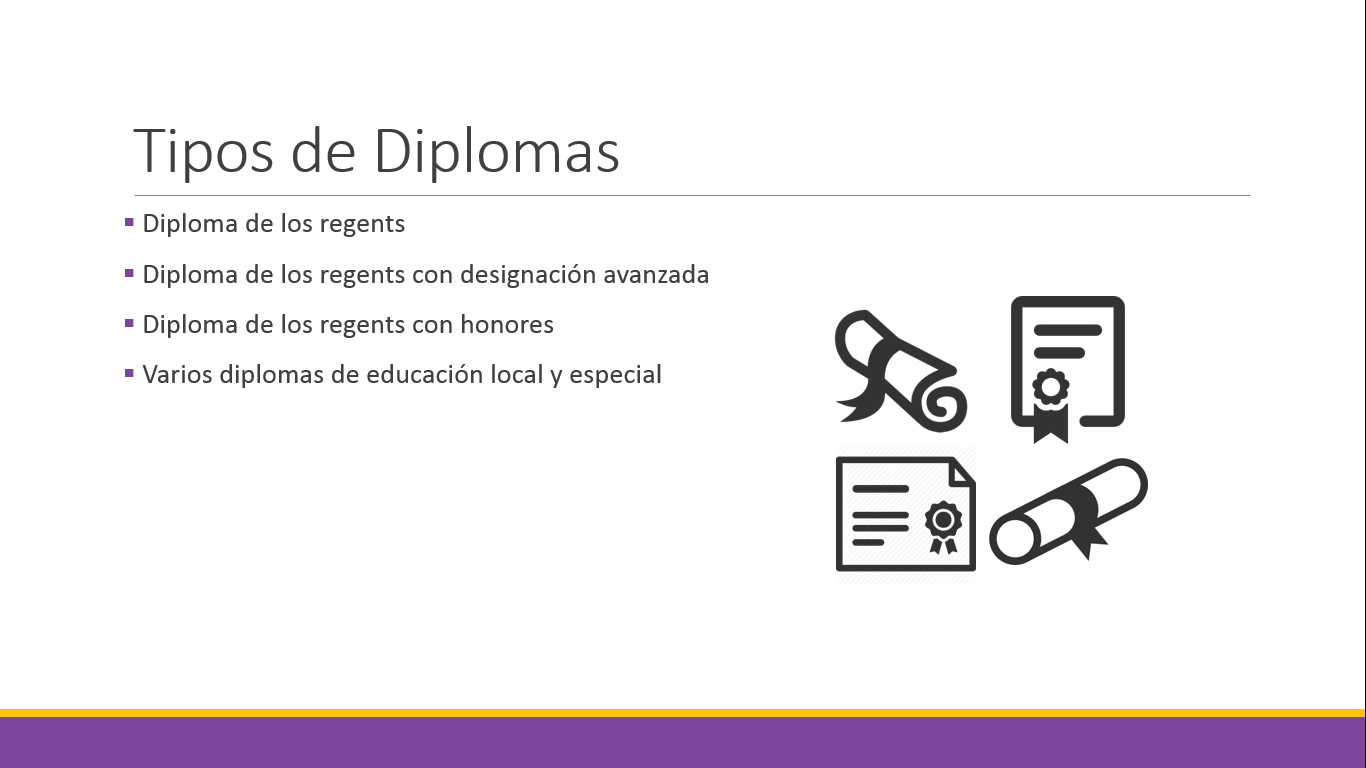 Tipos de Diplomas
Diploma de los regents
Diploma de los regents con designación avanzada
Diploma de los regents con honores
Varios diplomas de educación local y especial